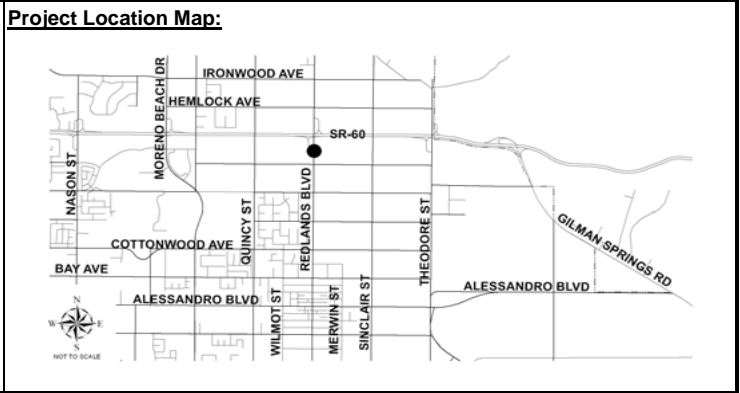 Project Location Map:
IRONWOOD AVE
MORENO BEACH DR
HEMLOCK AVE
SR-60
NASON ST
QUINCY ST
REDLANDS BLVD
THEODORE ST
GILMAN SPRINGS RD
COTTONWOOD AVE
BAY AVE
ALESSANDRO BLVD
ALESSANDRO BLVD
WILMOT ST
MERWIN ST
SINCLAIR ST
N
W
E
S
NOT TO SCALE